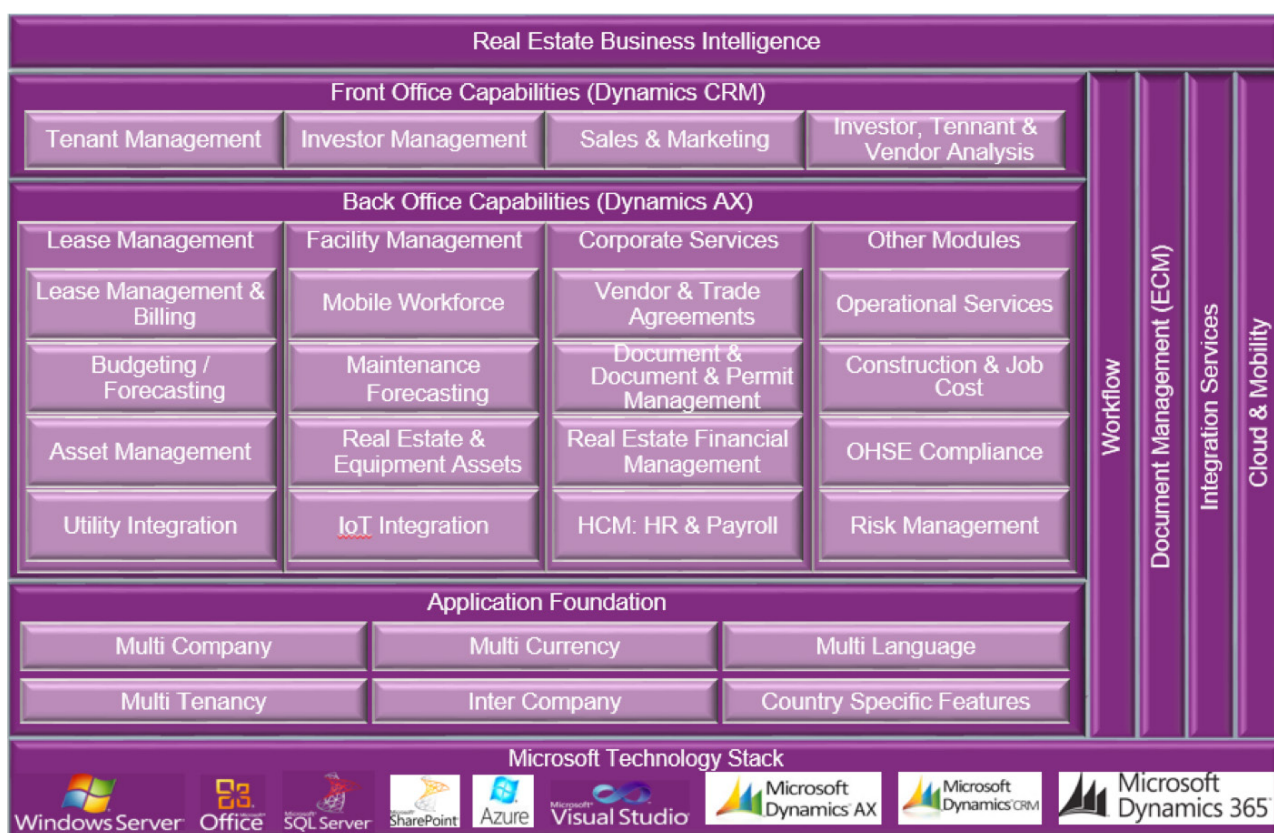 Real Estate Business Intelligence
Front Office Capabilities (Dynamics CRM)
Tenant Management
Investor Management
Sales & Marketing
Investor, Tennant &
Vendor Analysis
Back Office Capabilities (Dynamics AX)
Lease Management
Facility Management
Corporate Services
Other Modules
Lease Management &
Billing
Mobile Workforce
Vendor & Trade
Agreements
Operational Services
Budgeting /
Forecasting
Maintenance
Forecasting
Document &
Document & Permit
Management
Construction & Job
Cost
Asset Management
Real Estate &
Equipment Assets
Real Estate Financial
Management
OHSE Compliance
Utility Integration
IoT Integration
HCM: HR & Payroll
Risk Management
Workflow
Document Management (ECM)
Integration Services
Cloud & Mobility
Application Foundation
Multi Company
Multi Currency
Multi Language
Multi Tenancy
Inter Company
Country Specific Features
Microsoft Technology Stack
Windows Server
Office
Microsoft
SQL Server
Microsoft
SharePoint
Azure
Microsoft
Visual Studio
Microsoft
Dynamics AX
Microsoft
Dynamics CRM
Microsoft
Dynamics 365